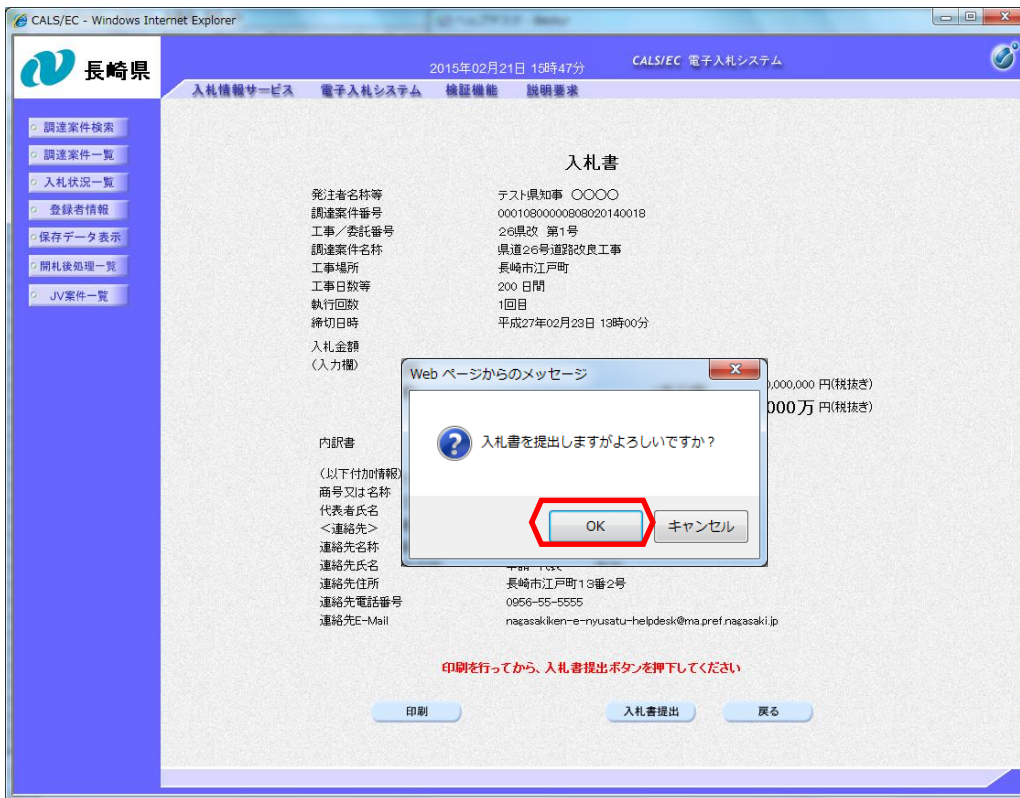 CALS/EC - Windows Internet Explorer
長崎県
2015年02月21日 15時47分
CALS/EC 電子入札システム
入札情報サービス 電子入札システム 検証機能 説明要求
調達案件検索
調達案件一覧
入札状況一覧
登録者情報
保存データ表示
開札後処理一覧
JV案件一覧
入札書
発注者名称等 テスト県知事 〇〇〇〇
調達案件番号 00010800000808020140018
工事/委託番号 26県改 第1号
調達案件名称 県道26号道路改良工事
工事場所 長崎市江戸町
工事日数等 200 日間
執行回数 1回目
締切日時 平成27年02月23日 13時00分
入札金額
(入力欄)
,000,000 円(税抜き)
000万 円(税抜き)
Web ページからのメッセージ
入札書を提出しますがよろしいですか?
OK キャンセル
内訳書
(以下付加情報)
商号又は名称
代表者氏名
<連絡先>
連絡先名称
連絡先氏名
連絡先住所 長崎市江戸町13番2号
連絡先電話番号 0956-55-5555
連絡先E-Mail nagasakiken-e-nyusatu-helpdesk@ma.pref.nagasaki.jp
印刷を行ってから、入札書提出ボタンを押下してください
印刷 入札書提出 戻る